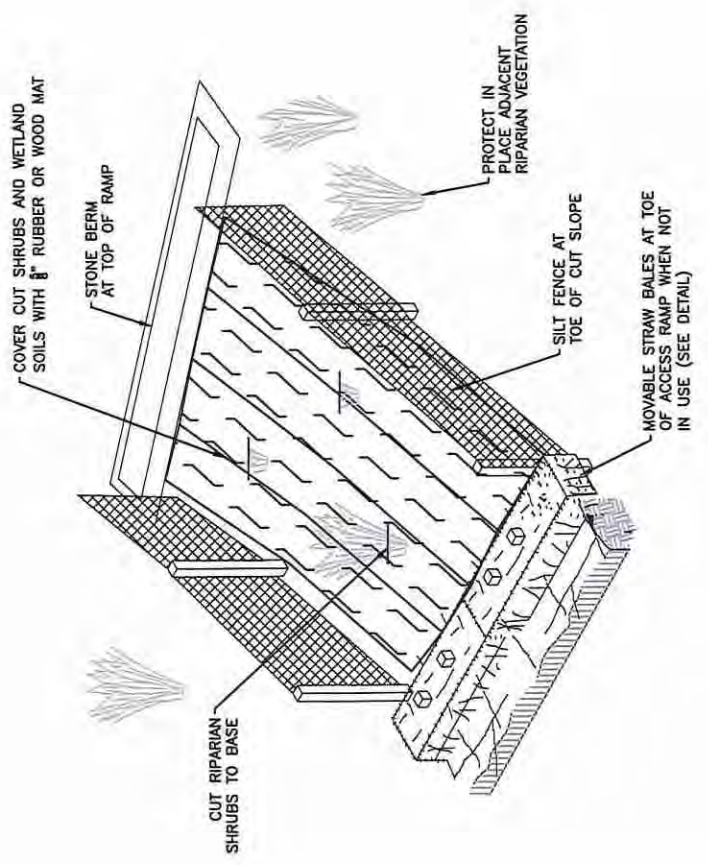 COVER CUT SHRUBS AND WETLAND
SOILS WITH " RUBBER OR WOOD MAT
STONE BERM
AT TOP OF RAMP
PROTECT IN
PLACE ADJACENT
RIPARIAN VEGETATION
SILT FENCE AT
TOE OF CUT SLOPE
MOVABLE STRAW BALES AT TOE
OF ACCESS RAMP WHEN NOT
IN USE (SEE DETAIL)
CUT RIPARIAN
SHRUBS TO BASE